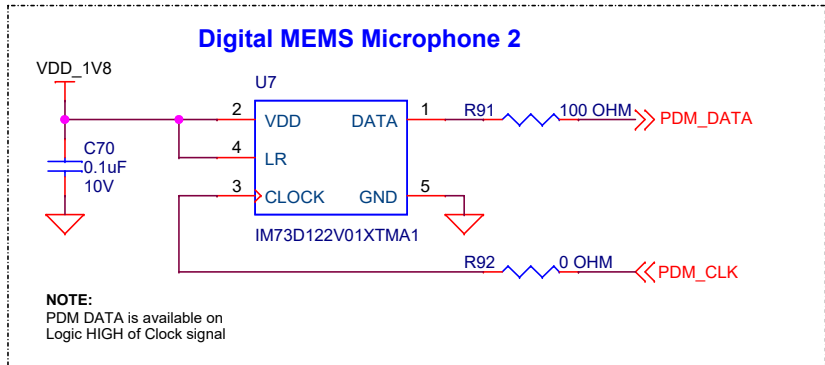 Digital MEMS Microphone 2
VDD_1V8
U7
2
VDD
DATA
1
R91
100 OHM
PDM_DATA
C70
0.1uF
10V
4
LR
3
CLOCK
GND
5
IM73D122V01XTMA1
R92
0 OHM
PDM_CLK
NOTE:
PDM DATA is available on
Logic HIGH of Clock signal